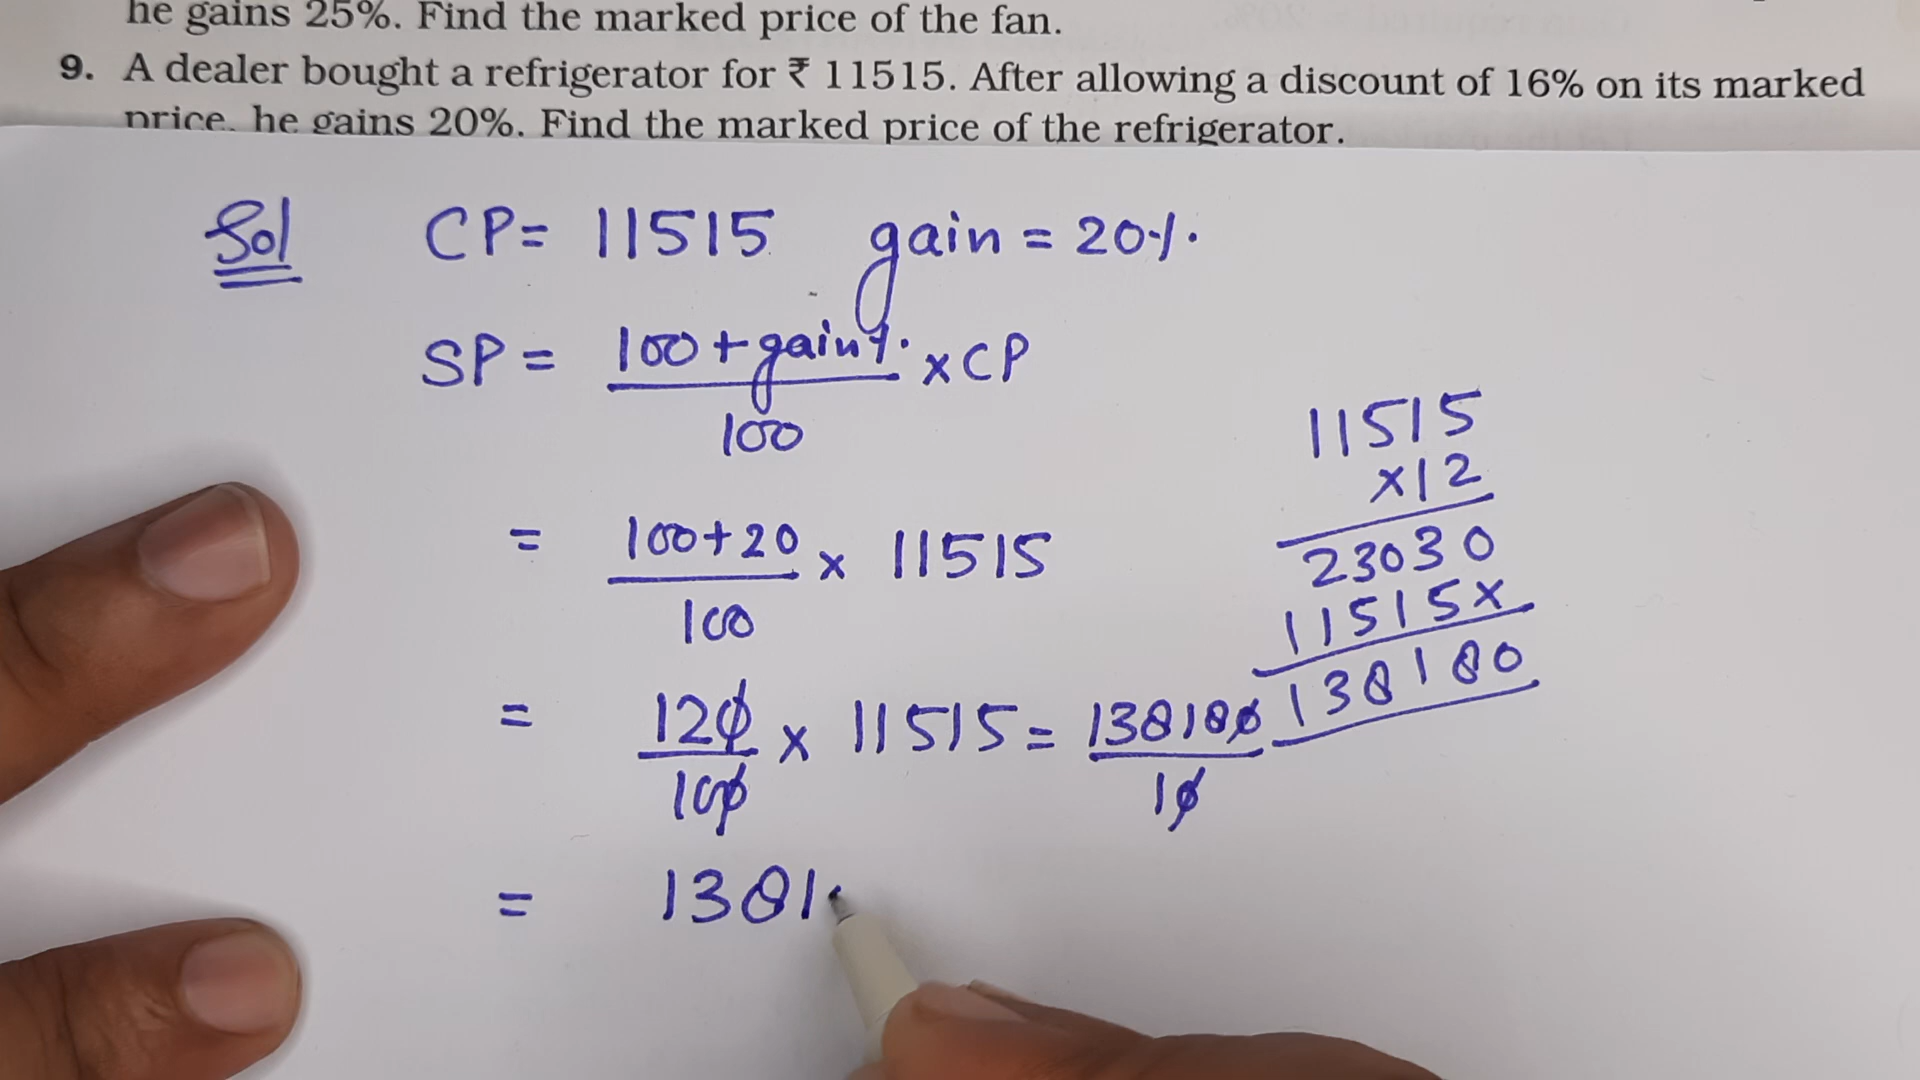 he gains 25%. Find the marked price of the fan.
9. A dealer bought a refrigerator for ₹ 11515. After allowing a discount of 16% on its marked
price, he gains 20%. Find the marked price of the refrigerator.
Sol CP = 11515 gain = 20%.
SP = 100 + gain%. × CP
100
11515
×12
23030
11515×
138180
= 100+20 × 11515
100
= 120 × 11515 = 138180
100 10
= 1381